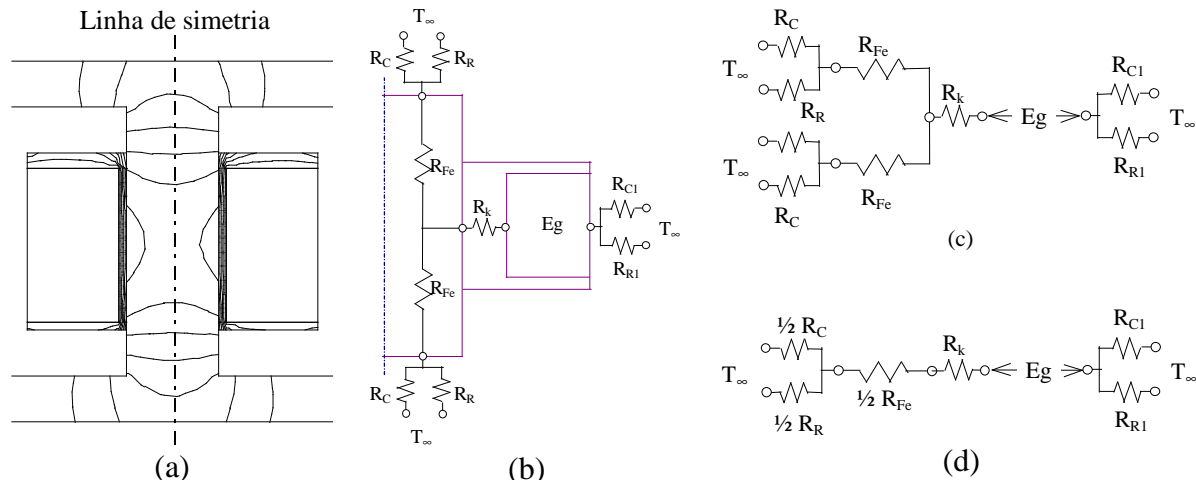 Linha de simetria
(a)
T∞
R_C
R_R
R_Fe
R_k
Eg
R_C1
T∞
R_R1
R_Fe
R_C
R_R
T∞
(b)
R_C
R_Fe
T∞
R_R
R_k
Eg
R_C1
T∞
R_R1
R_C
T∞
R_C
R_Fe
(c)
½ R_C
R_k
R_C1
T∞
Eg
T∞
½ R_R
½ R_Fe
R_R1
(d)